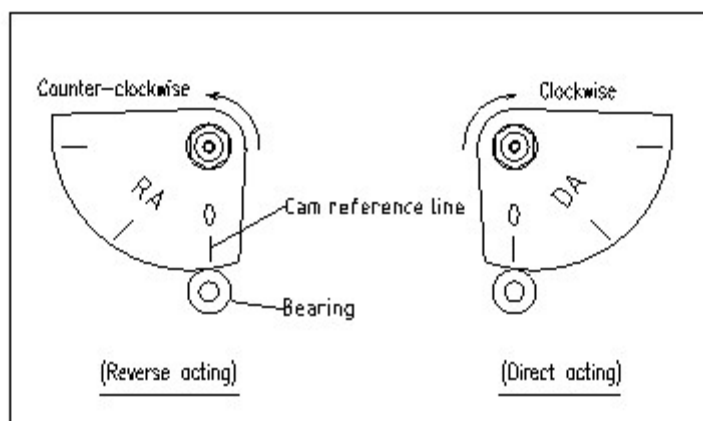 Counter-clockwise
Clockwise
RA
DA
0
0
Cam reference line
Bearing
(Reverse acting)
(Direct acting)